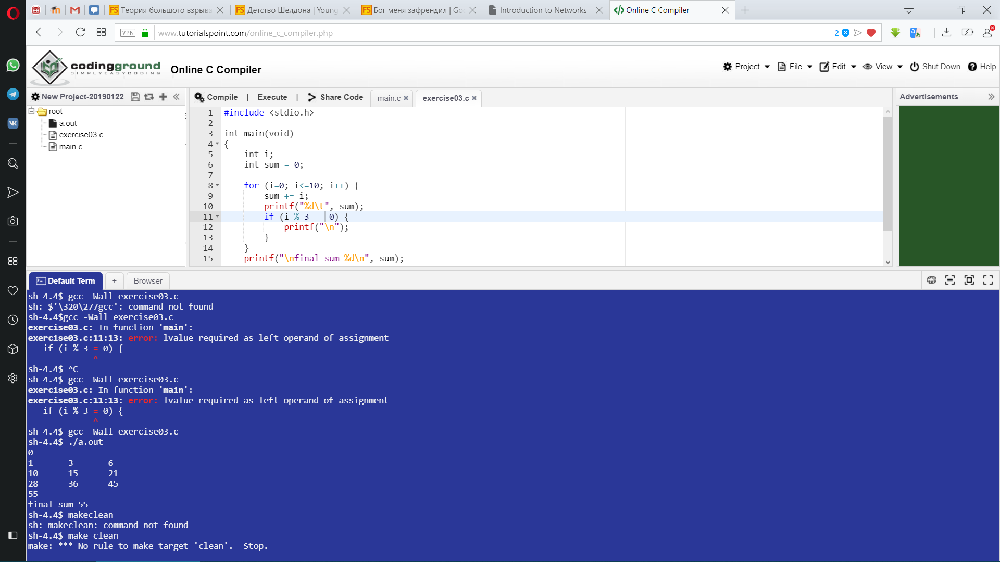 Теория большого взрыва
Детство Шелдона | Young
Бог меня зафрендил | Go
Introduction to Networks
Online C Compiler
VPN
www.tutorialspoint.com/online_c_compiler.php
2
codingground
SIMPLYEASYCODING
Online C Compiler
Project
File
Edit
View
Shut Down
Help
New Project-20190122
Compile | Execute | Share Code
main.c
exercise03.c
Advertisements
root
a.out
exercise03.c
main.c
1 #include <stdio.h>
2
3 int main(void)
4 {
5     int i;
6     int sum = 0;
7
8     for (i=0; i<=10; i++) {
9         sum += i;
10         printf("%d\t", sum);
11         if (i % 3 == 0) {
12             printf("\n");
13         }
14     }
15     printf("\nfinal sum %d\n", sum);
Default Term
+
Browser
sh-4.4$ gcc -Wall exercise03.c
sh: $'\320\277gcc': command not found
sh-4.4$gcc -Wall exercise03.c
exercise03.c: In function 'main':
exercise03.c:11:13: error: lvalue required as left operand of assignment
   if (i % 3 = 0) {
             ^
sh-4.4$ ^C
sh-4.4$ gcc -Wall exercise03.c
exercise03.c: In function 'main':
exercise03.c:11:13: error: lvalue required as left operand of assignment
   if (i % 3 = 0) {
             ^
sh-4.4$ gcc -Wall exercise03.c
sh-4.4$ ./a.out
0
1       3       6
10      15      21
28      36      45
55
final sum 55
sh-4.4$ makeclean
sh: makeclean: command not found
sh-4.4$ make clean
make: *** No rule to make target 'clean'.  Stop.